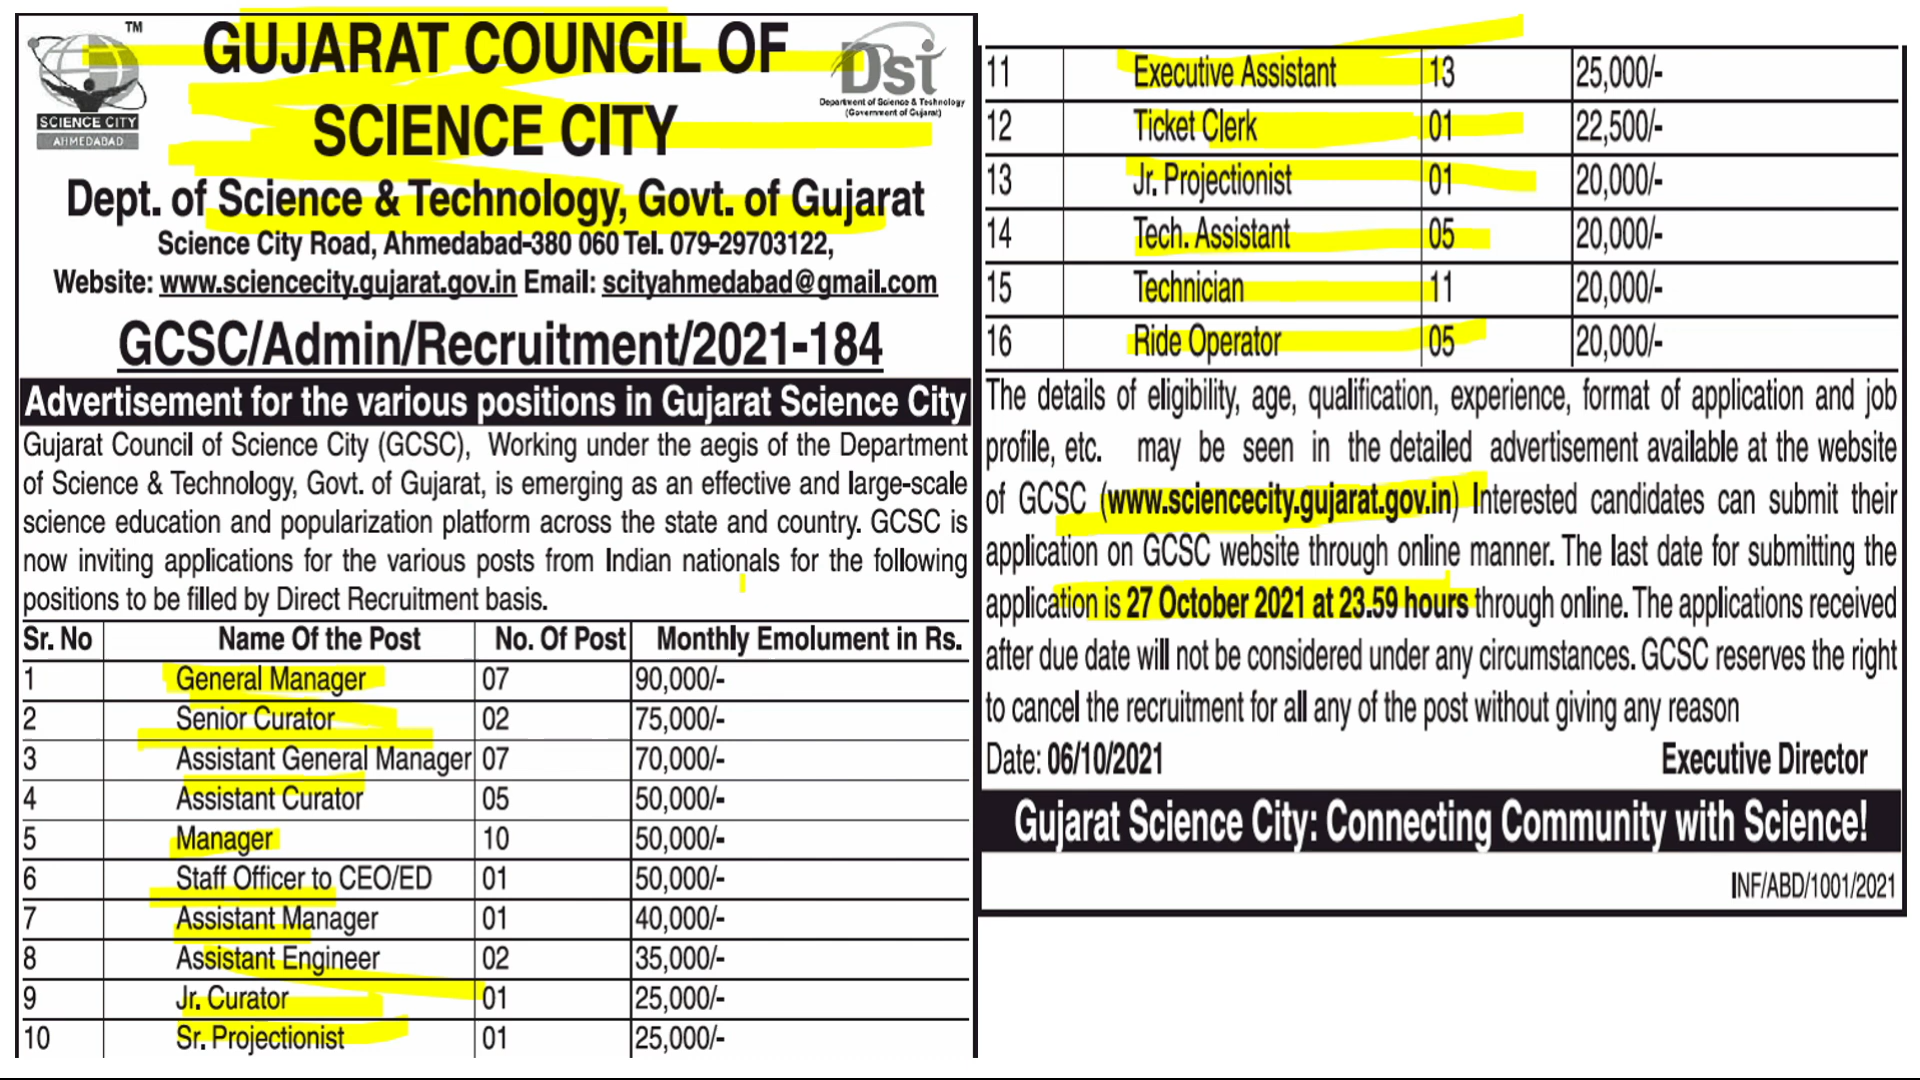 TM
SCIENCE CITY
AHMEDABAD
GUJARAT COUNCIL OF
SCIENCE CITY
Dst
Department of Science & Technology
(Government of Gujarat)
Dept. of Science & Technology, Govt. of Gujarat
Science City Road, Ahmedabad-380 060 Tel. 079-29703122,
Website: www.sciencecity.gujarat.gov.in Email: scityahmedabad@gmail.com
GCSC/Admin/Recruitment/2021-184
Advertisement for the various positions in Gujarat Science City
Gujarat Council of Science City (GCSC), Working under the aegis of the Department
of Science & Technology, Govt. of Gujarat, is emerging as an effective and large-scale
science education and popularization platform across the state and country. GCSC is
now inviting applications for the various posts from Indian nationals for the following
positions to be filled by Direct Recruitment basis.
Sr. No Name Of the Post No. Of Post Monthly Emolument in Rs.
1 General Manager 07 90,000/-
2 Senior Curator 02 75,000/-
3 Assistant General Manager 07 70,000/-
4 Assistant Curator 05 50,000/-
5 Manager 10 50,000/-
6 Staff Officer to CEO/ED 01 50,000/-
7 Assistant Manager 01 40,000/-
8 Assistant Engineer 02 35,000/-
9 Jr. Curator 01 25,000/-
10 Sr. Projectionist 01 25,000/-
11 Executive Assistant 13 25,000/-
12 Ticket Clerk 01 22,500/-
13 Jr. Projectionist 01 20,000/-
14 Tech. Assistant 05 20,000/-
15 Technician 11 20,000/-
16 Ride Operator 05 20,000/-
The details of eligibility, age, qualification, experience, format of application and job
profile, etc. may be seen in the detailed advertisement available at the website
of GCSC (www.sciencecity.gujarat.gov.in) Interested candidates can submit their
application on GCSC website through online manner. The last date for submitting the
application is 27 October 2021 at 23.59 hours through online. The applications received
after due date will not be considered under any circumstances. GCSC reserves the right
to cancel the recruitment for all any of the post without giving any reason
Date: 06/10/2021 Executive Director
Gujarat Science City: Connecting Community with Science!
INF/ABD/1001/2021